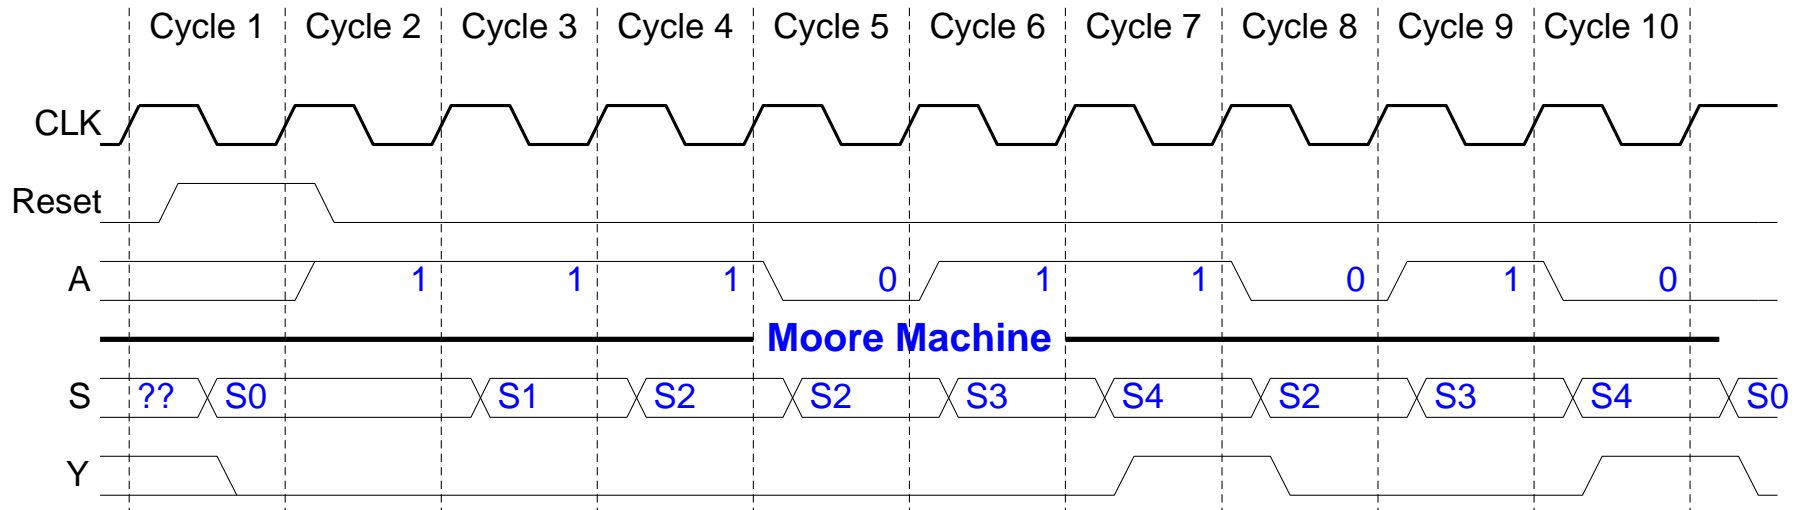 Cycle 1 Cycle 2 Cycle 3 Cycle 4 Cycle 5 Cycle 6 Cycle 7 Cycle 8 Cycle 9 Cycle 10
CLK
Reset
A 1 1 1 0 1 1 0 1 0
Moore Machine
S ?? S0 S1 S2 S2 S3 S4 S2 S3 S4 S0
Y